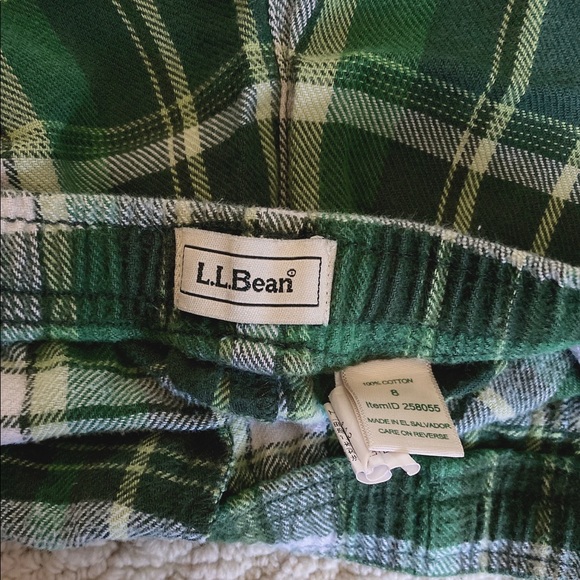 L.L.Bean
100% COTTON
8
ItemID 258055
MADE IN EL SALVADOR
CARE ON REVERSE